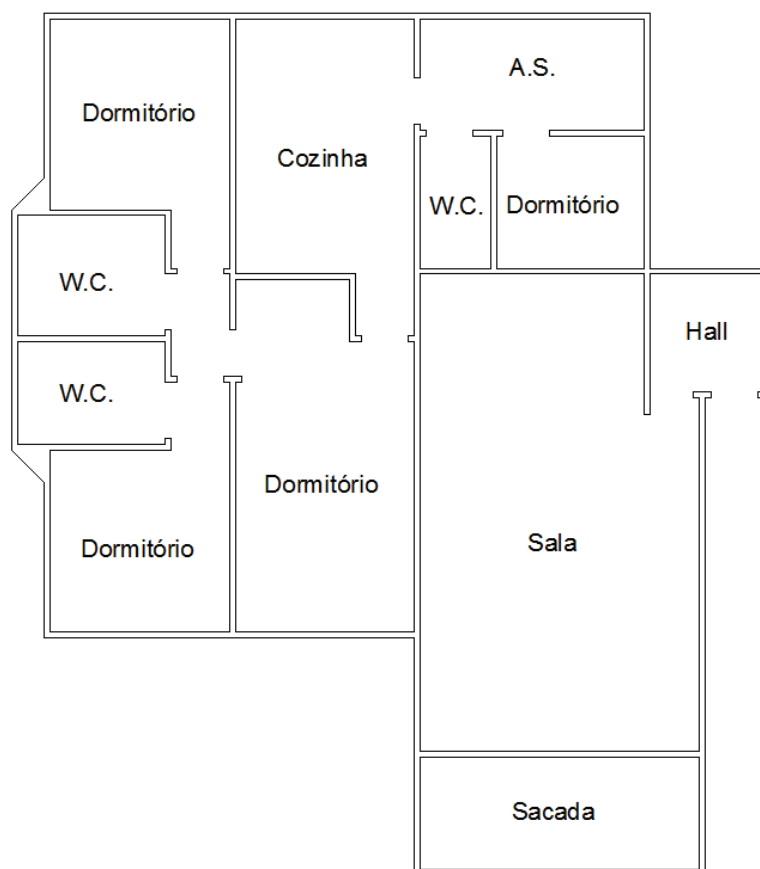 A.S.
Dormitório
Cozinha
W.C.
Dormitório
W.C.
Hall
W.C.
Dormitório
Sala
Dormitório
Sacada